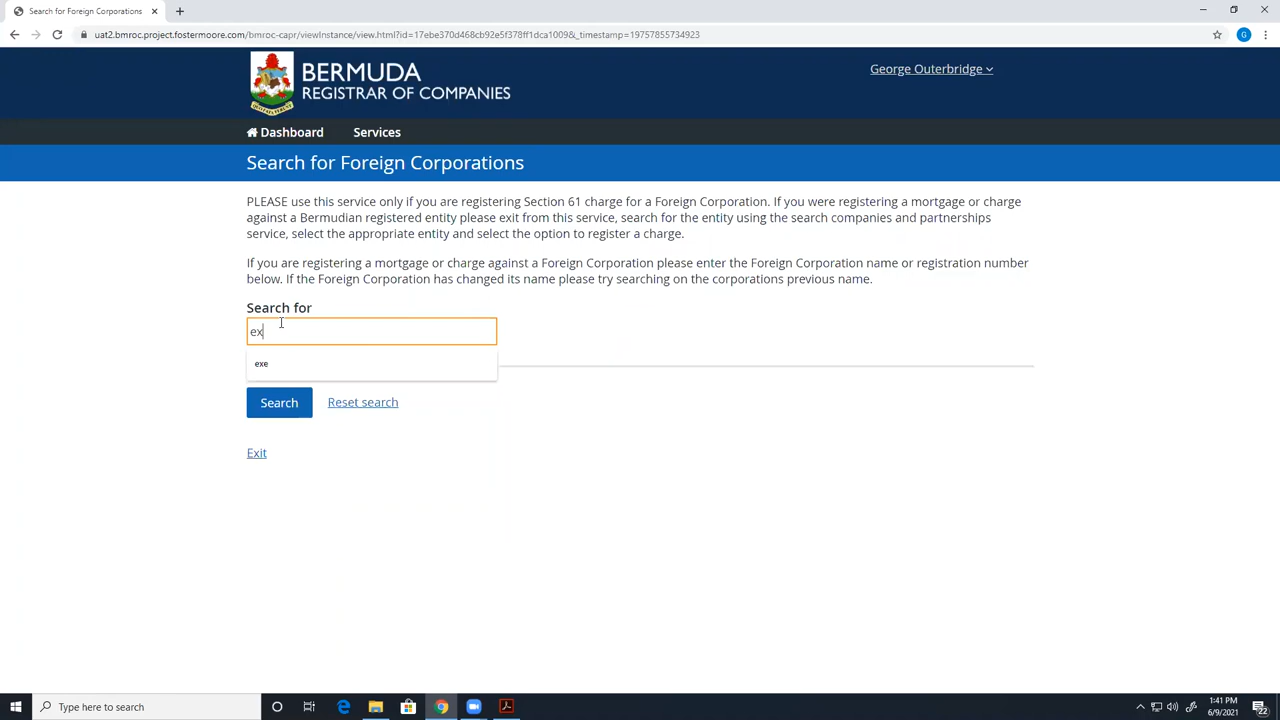 Search for Foreign Corporations
uat2.bmroc.project.fostermoore.com/bmroc-capr/viewInstance/view.html?id=17ebe370d468cb92e5f378ff1dca1009&_timestamp=19757855734923
G
BERMUDA
REGISTRAR OF COMPANIES
George Outerbridge
Dashboard Services
Search for Foreign Corporations
PLEASE use this service only if you are registering Section 61 charge for a Foreign Corporation. If you were registering a mortgage or charge
against a Bermudian registered entity please exit from this service, search for the entity using the search companies and partnerships
service, select the appropriate entity and select the option to register a charge.
If you are registering a mortgage or charge against a Foreign Corporation please enter the Foreign Corporation name or registration number
below. If the Foreign Corporation has changed its name please try searching on the corporations previous name.
Search for
ex
exe
Search Reset search
Exit
Type here to search
1:41 PM
6/9/2021
22